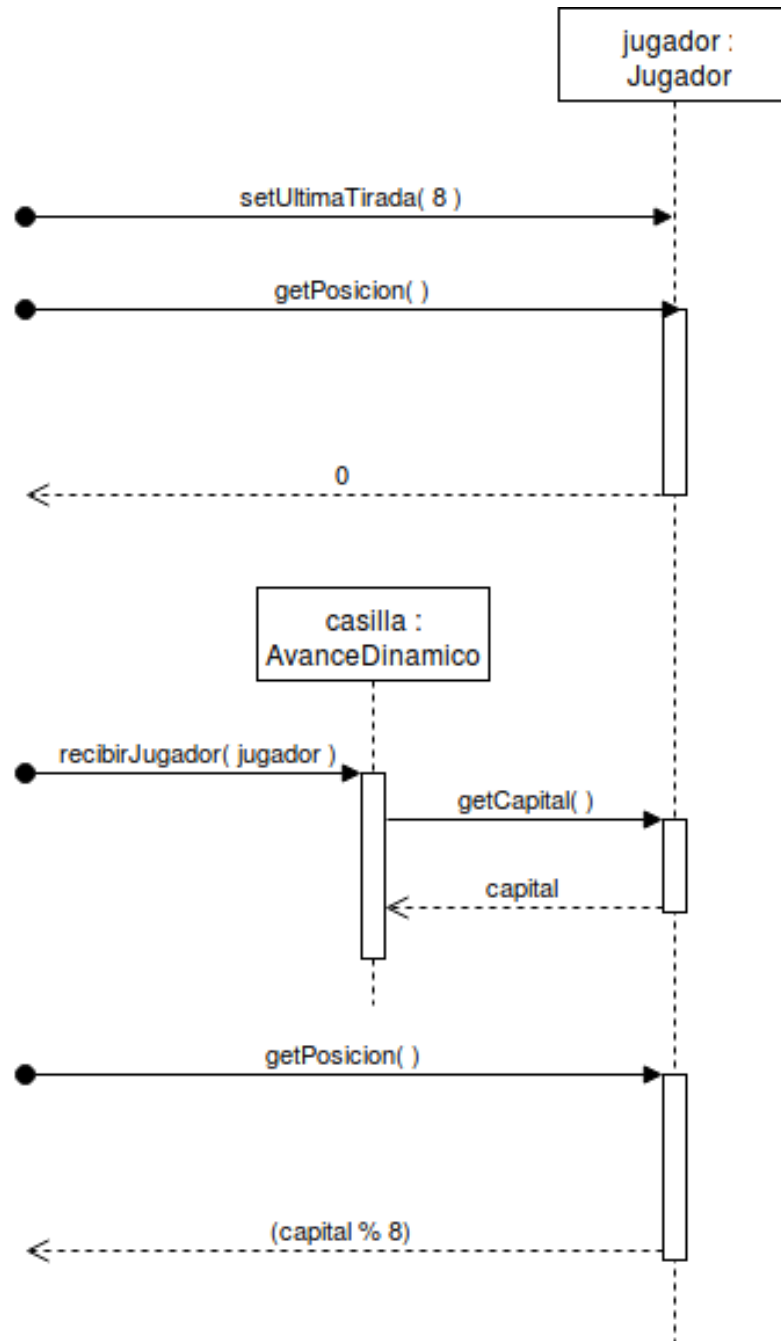 jugador :
Jugador
setUltimaTirada( 8 )
getPosicion( )
0
casilla :
AvanceDinamico
recibirJugador( jugador )
getCapital( )
capital
getPosicion( )
(capital % 8)